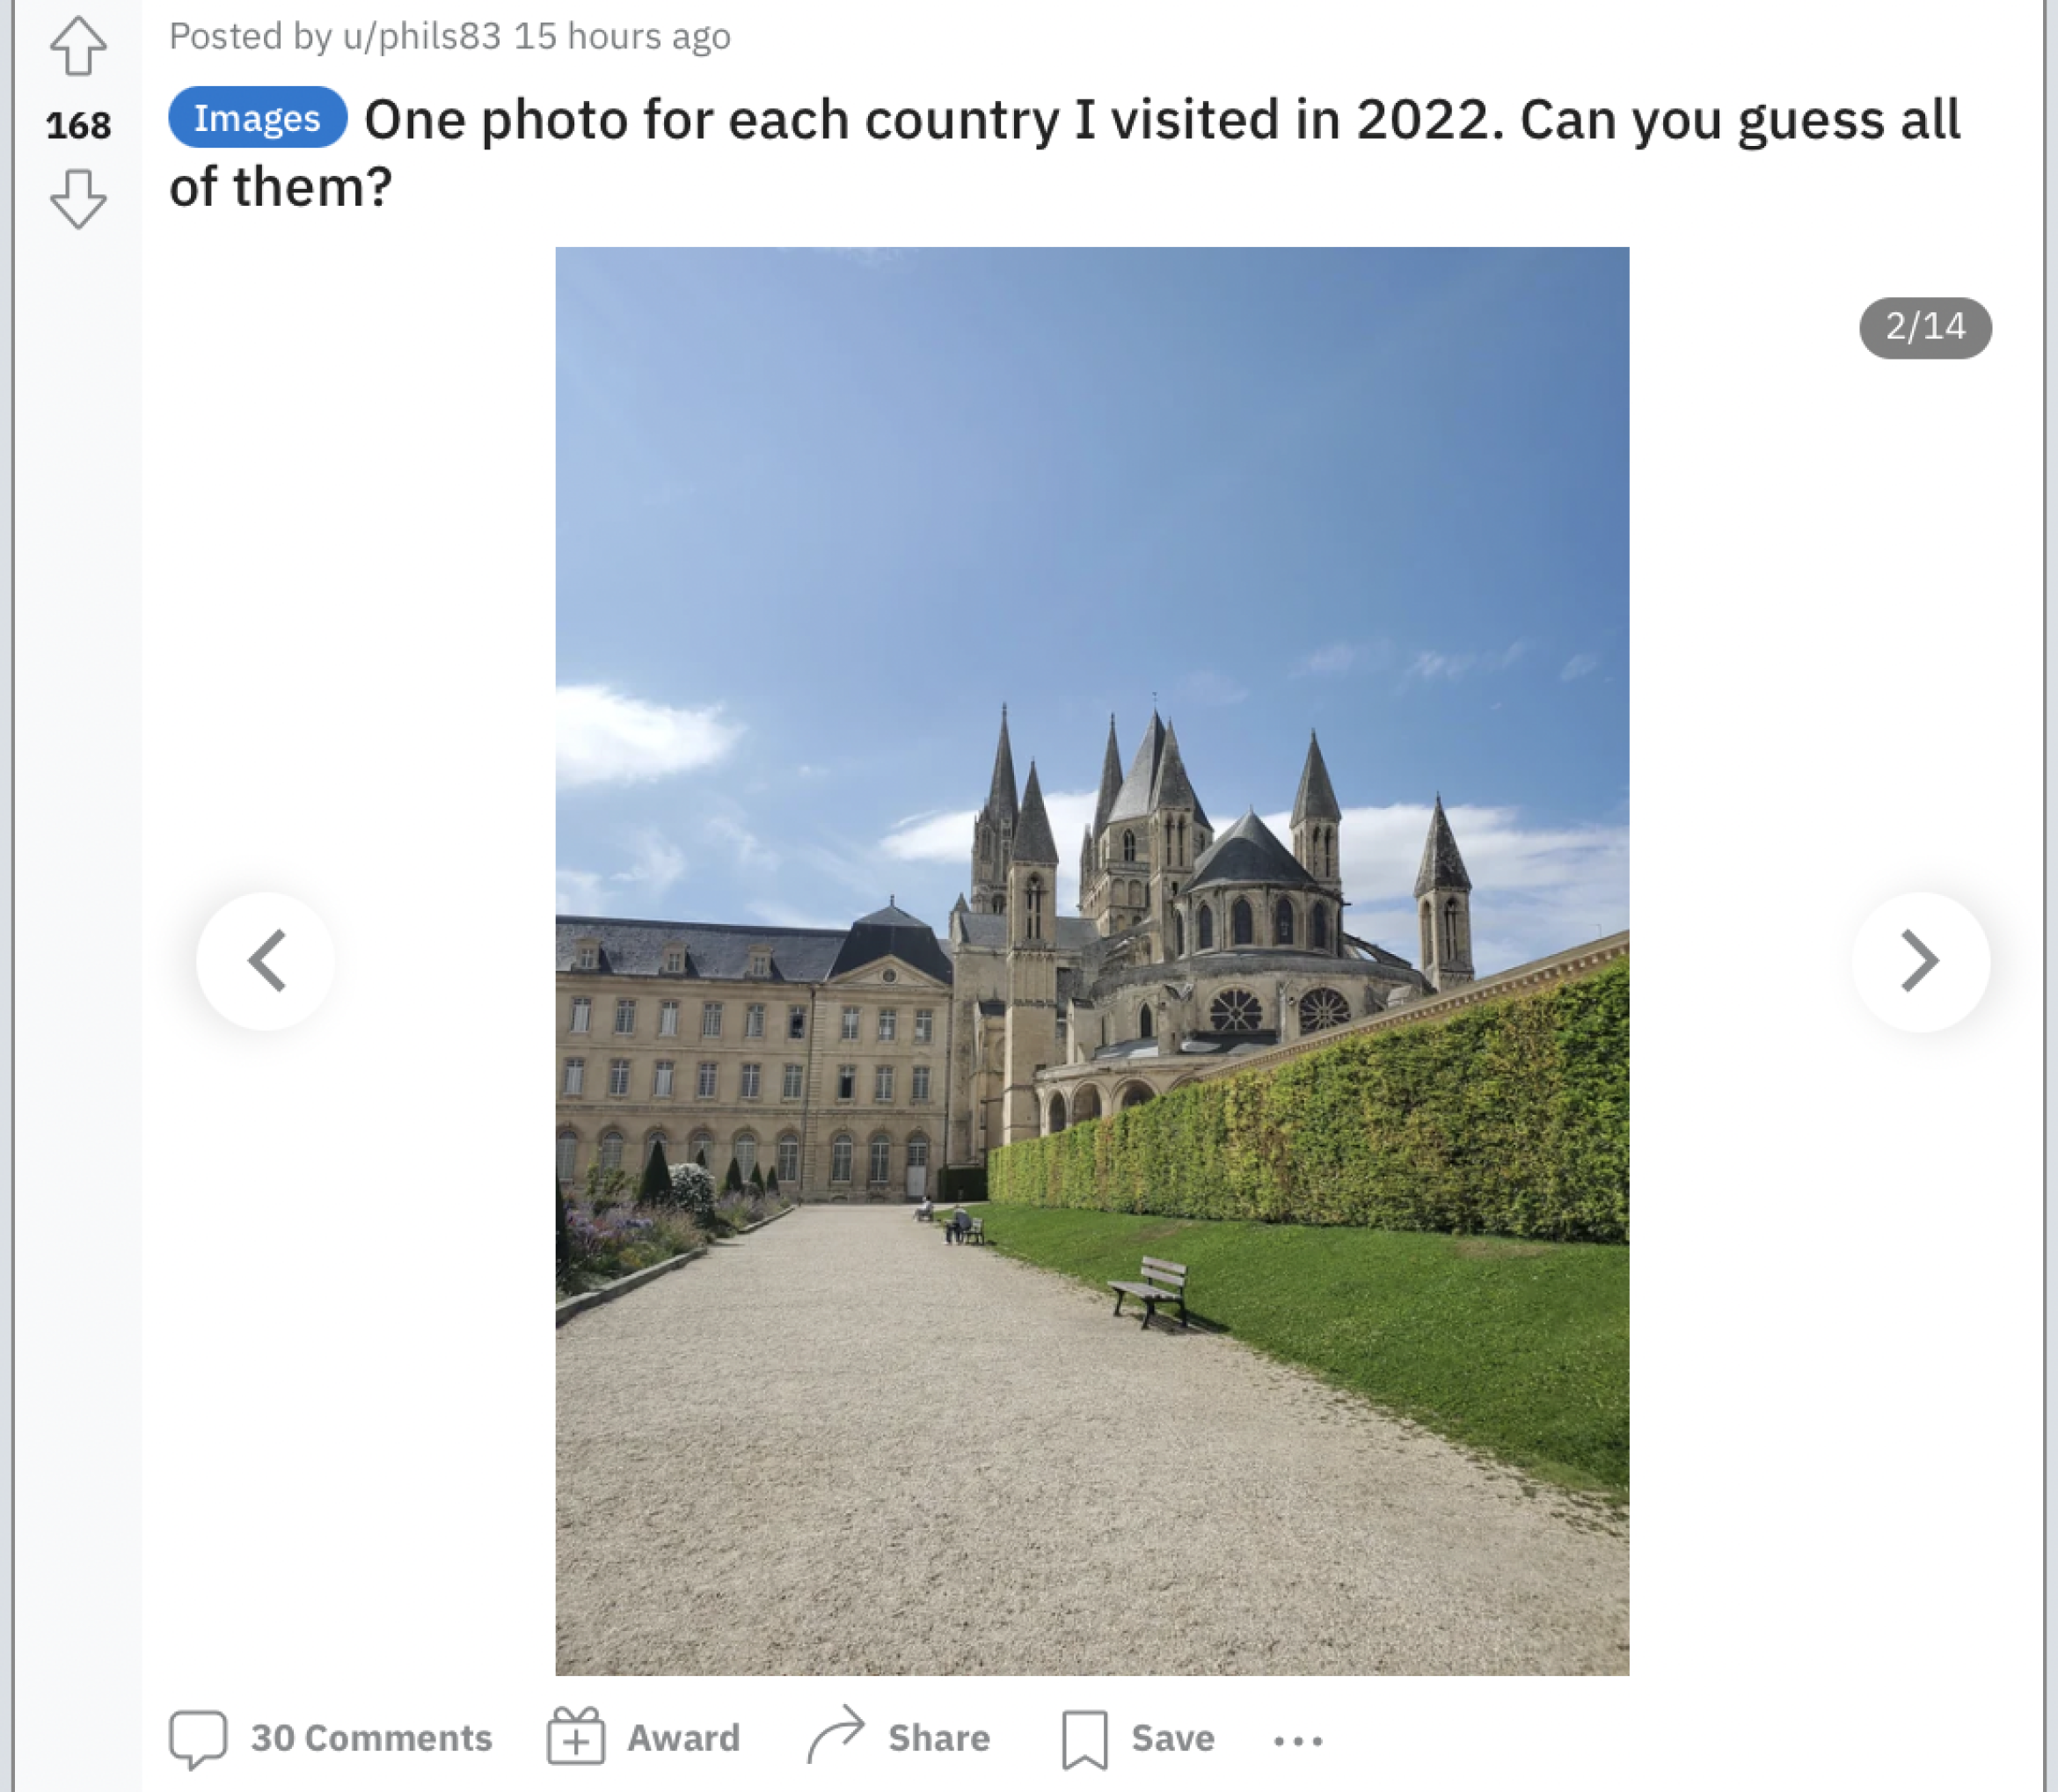 Posted by u/phils83 15 hours ago
168
Images One photo for each country I visited in 2022. Can you guess all
of them?
2/14
30 Comments Award Share Save